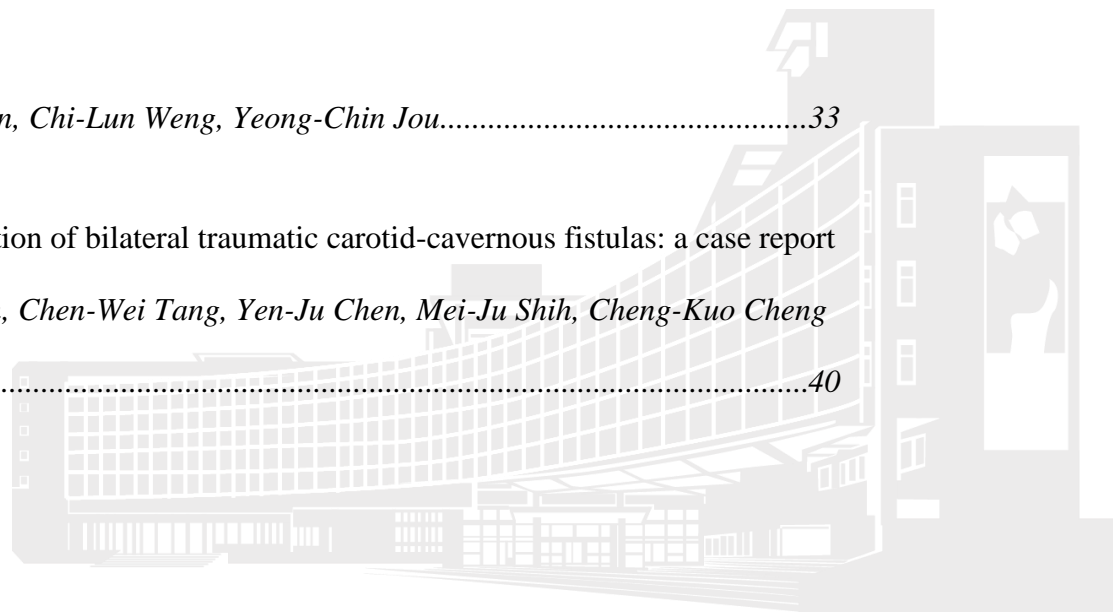 n, Chi-Lun Weng, Yeong-Chin Jou..............................................33
tion of bilateral traumatic carotid-cavernous fistulas: a case report
, Chen-Wei Tang, Yen-Ju Chen, Mei-Ju Shih, Cheng-Kuo Cheng
.....................................................................................................40